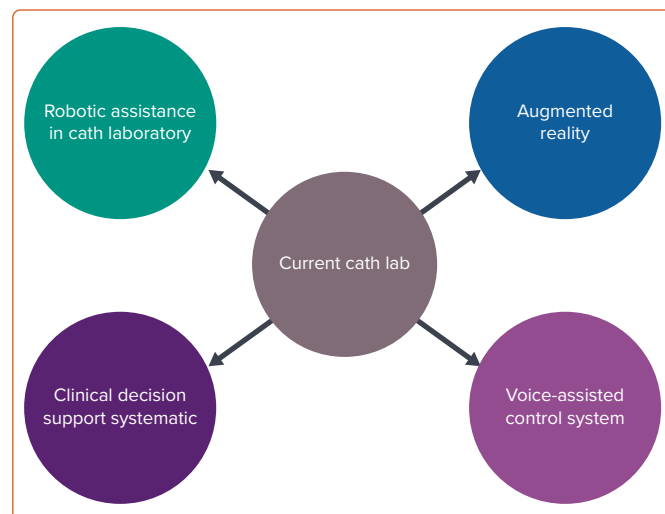 Robotic assistance
in cath laboratory
Augmented
reality
Current cath lab
Clinical decision
support systematic
Voice-assisted
control system